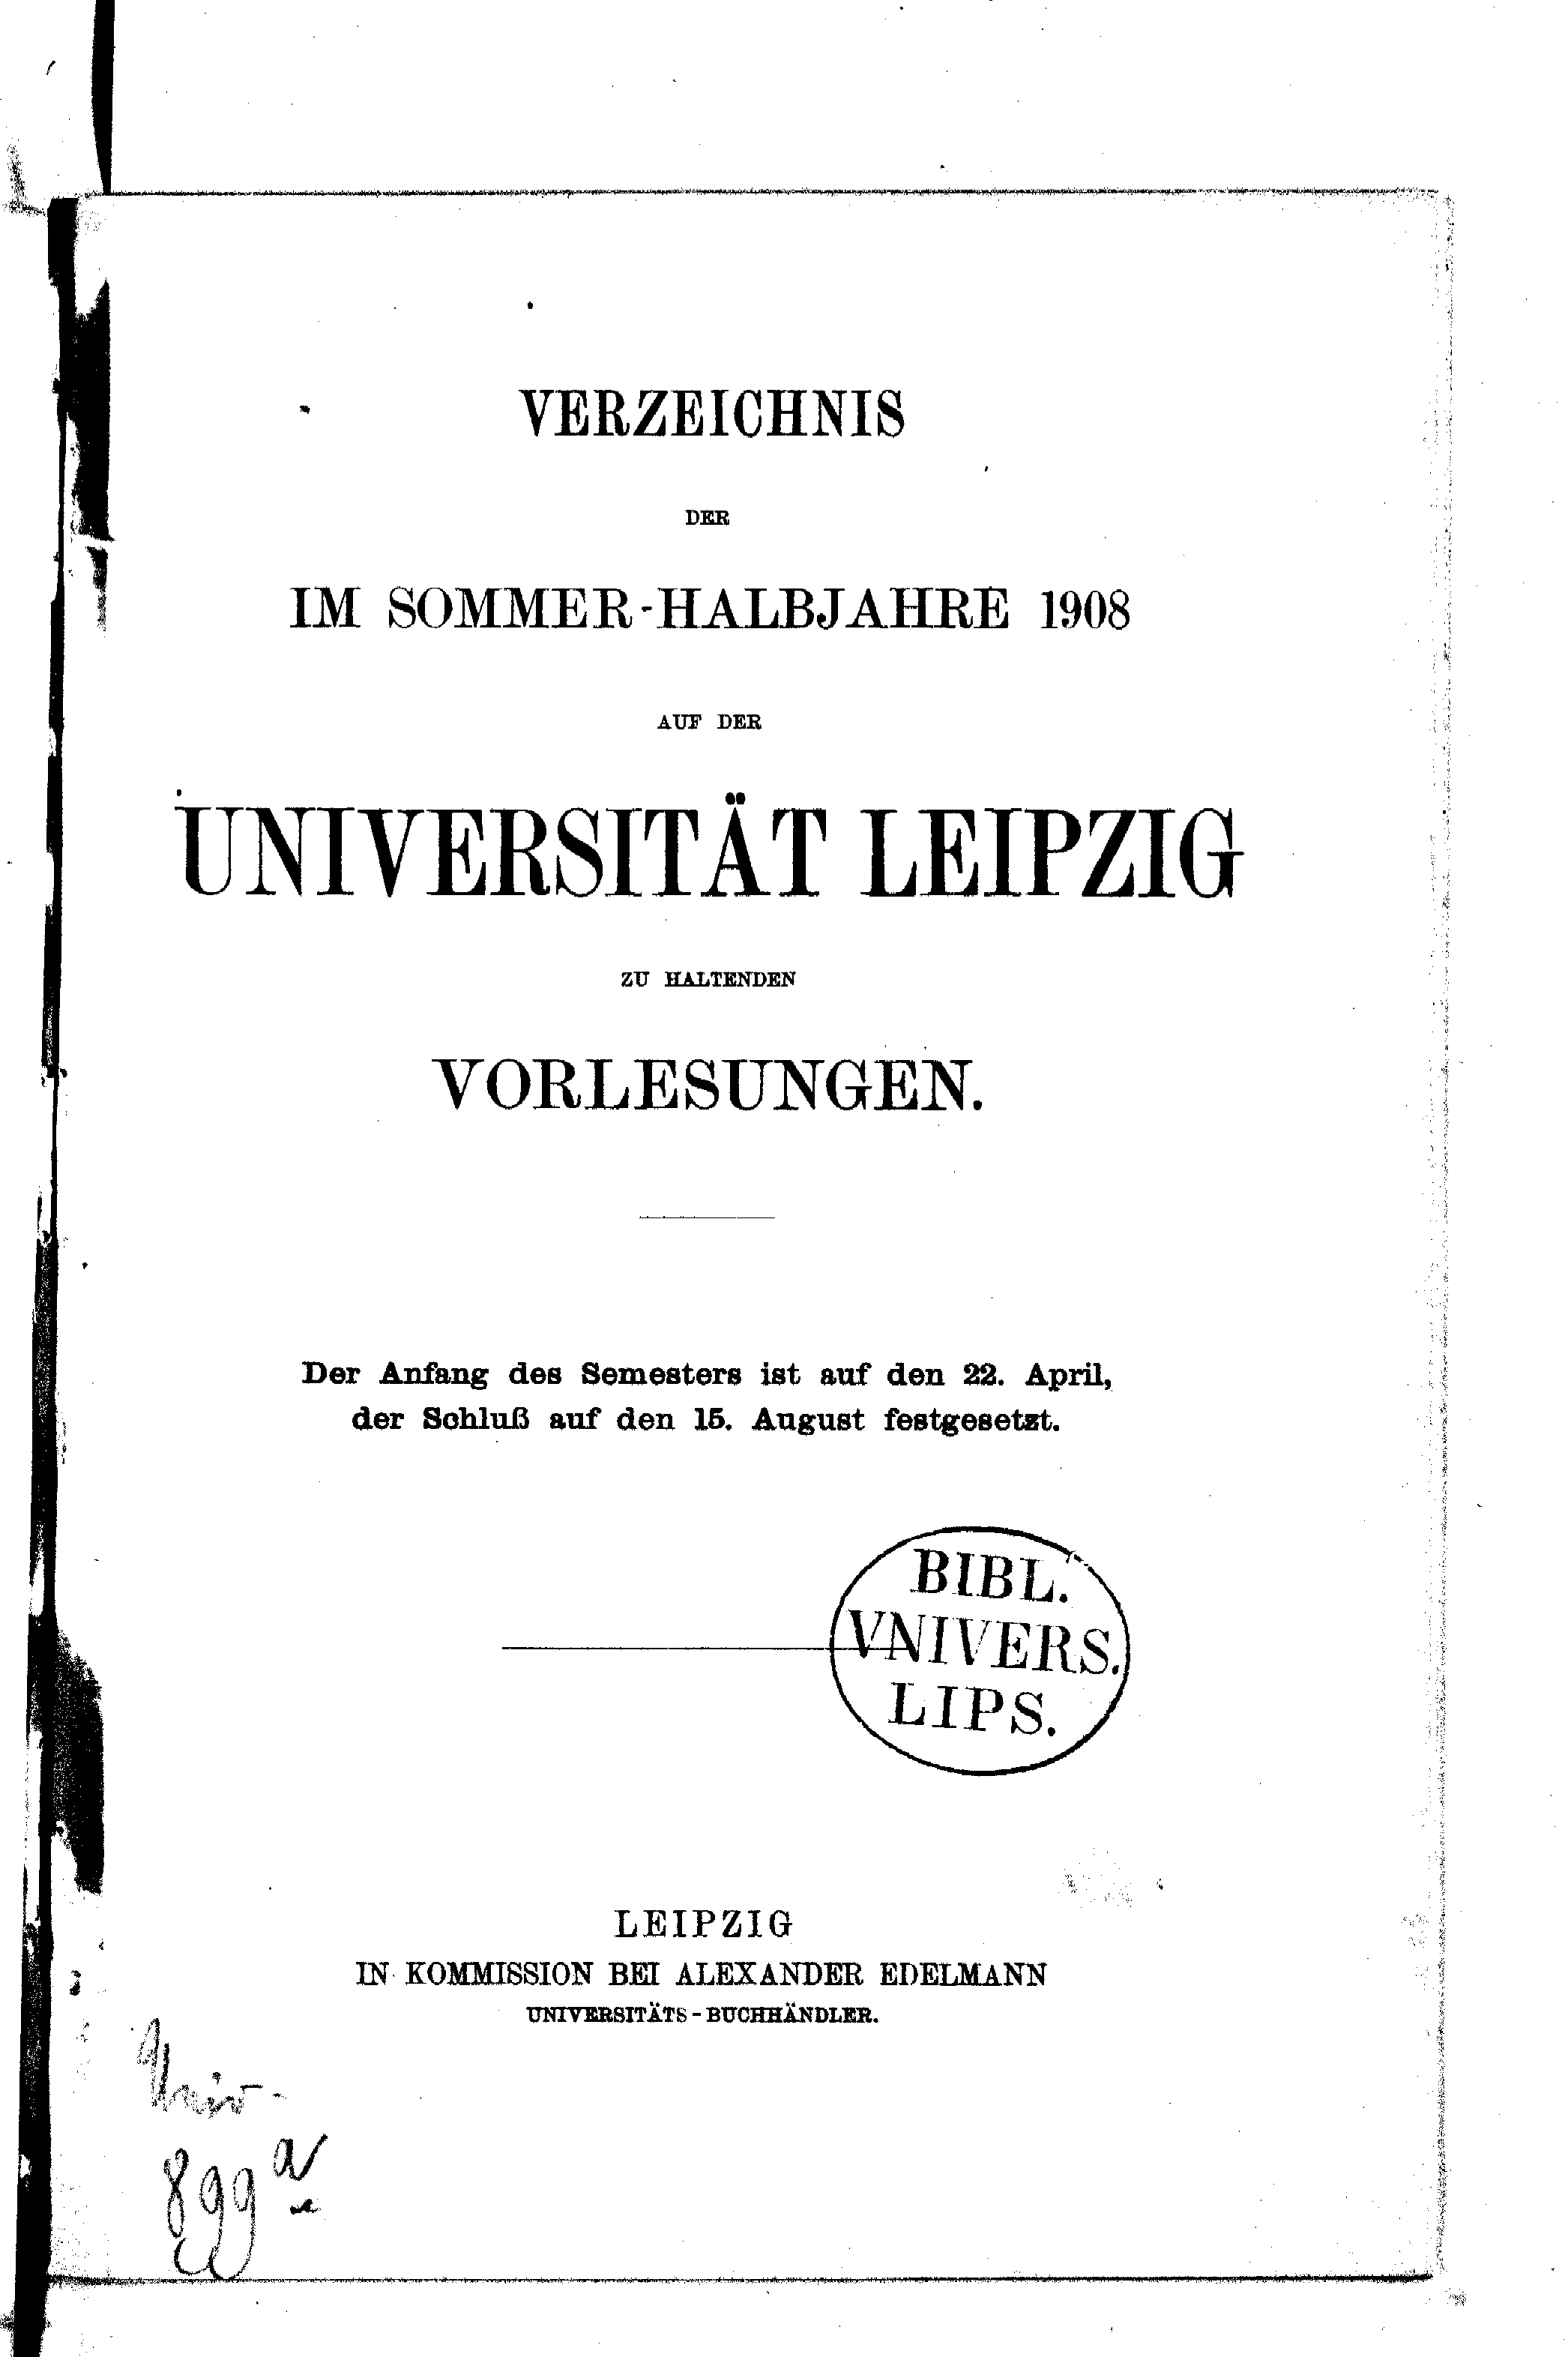 VERZEICHNIS
DER
IM SOMMER-HALBJAHRE 1908
AUF DER
UNIVERSITÄT LEIPZIG
ZU HALTENDEN
VORLESUNGEN.
Der Anfang des Semesters ist auf den 22. April,
der Schluß auf den 15. August festgesetzt.
BIBL.
VNIVERS.
LIPS.
LEIPZIG
IN KOMMISSION BEI ALEXANDER EDELMANN
UNIVERSITÄTS-BUCHHÄNDLER.
Univ.
899 a